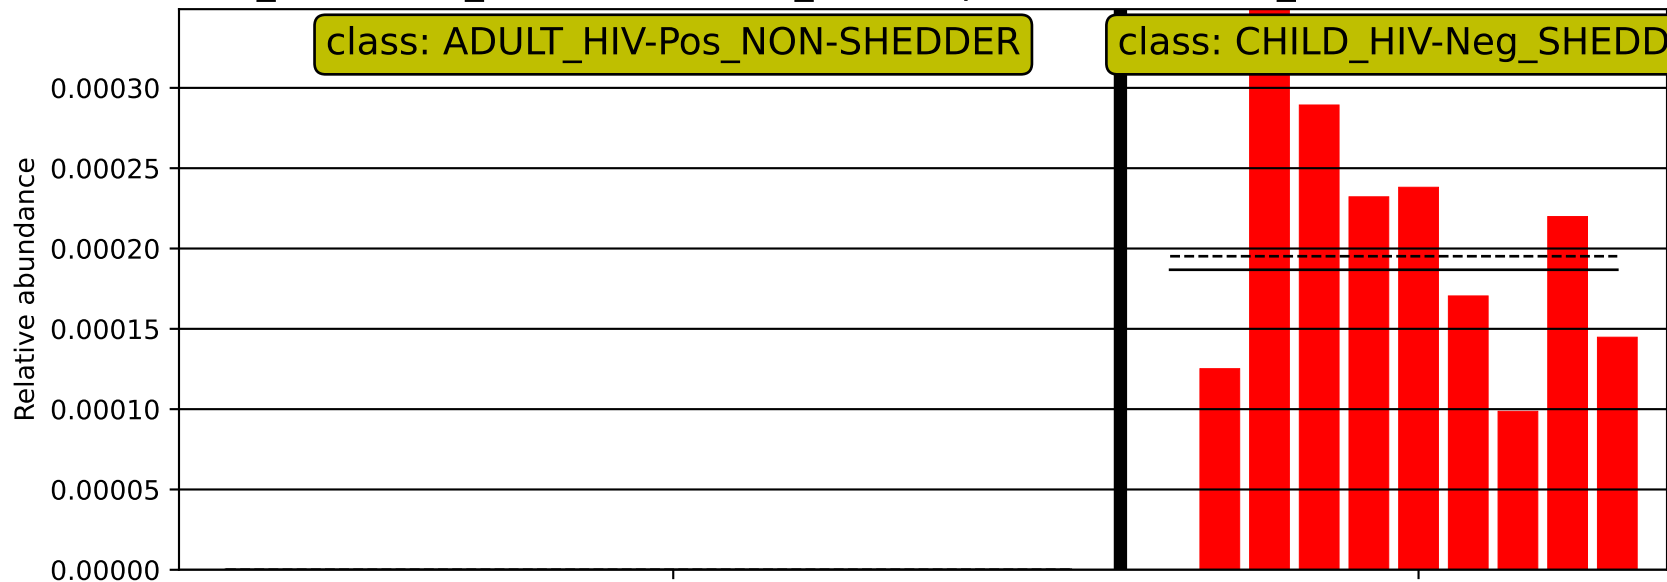 class: ADULT_HIV-Pos_NON-SHEDDER
class: CHILD_HIV-Neg_SHEDD
0.00030
0.00025
0.00020
0.00015
0.00010
0.00005
0.00000
Relative abundance